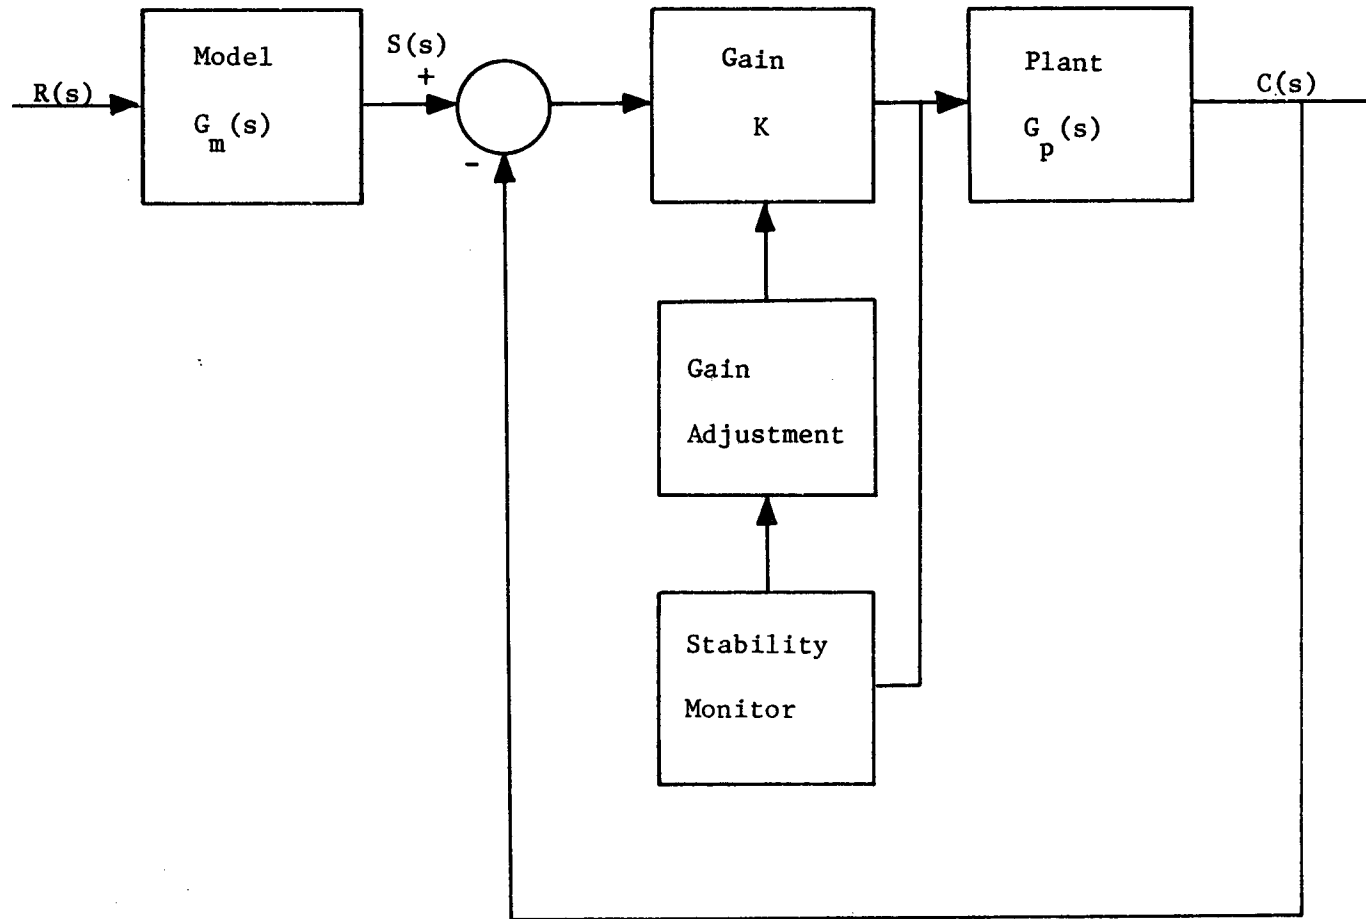 Model
G_m(s)
R(s)
S(s)
+
-
Gain
K
Plant
G_p(s)
C(s)
Gain
Adjustment
Stability
Monitor